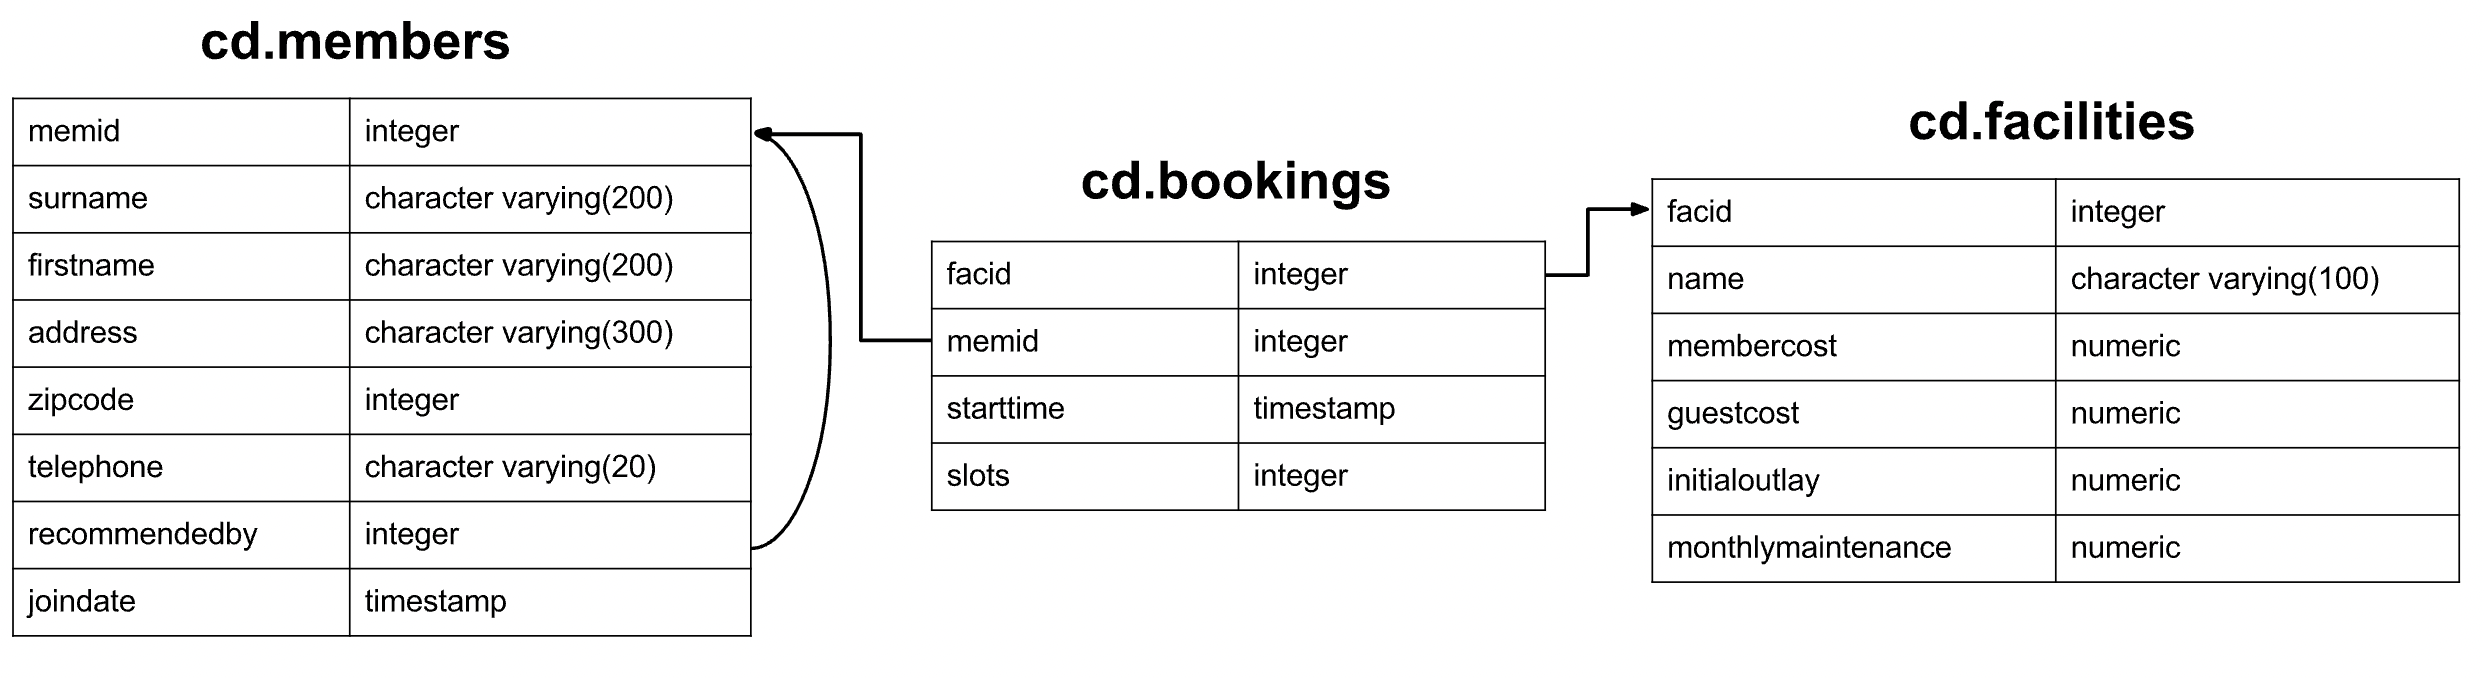 cd.members
memid integer
surname character varying(200)
firstname character varying(200)
address character varying(300)
zipcode integer
telephone character varying(20)
recommendedby integer
joindate timestamp
cd.bookings
facid integer
memid integer
starttime timestamp
slots integer
cd.facilities
facid integer
name character varying(100)
membercost numeric
guestcost numeric
initialoutlay numeric
monthlymaintenance numeric